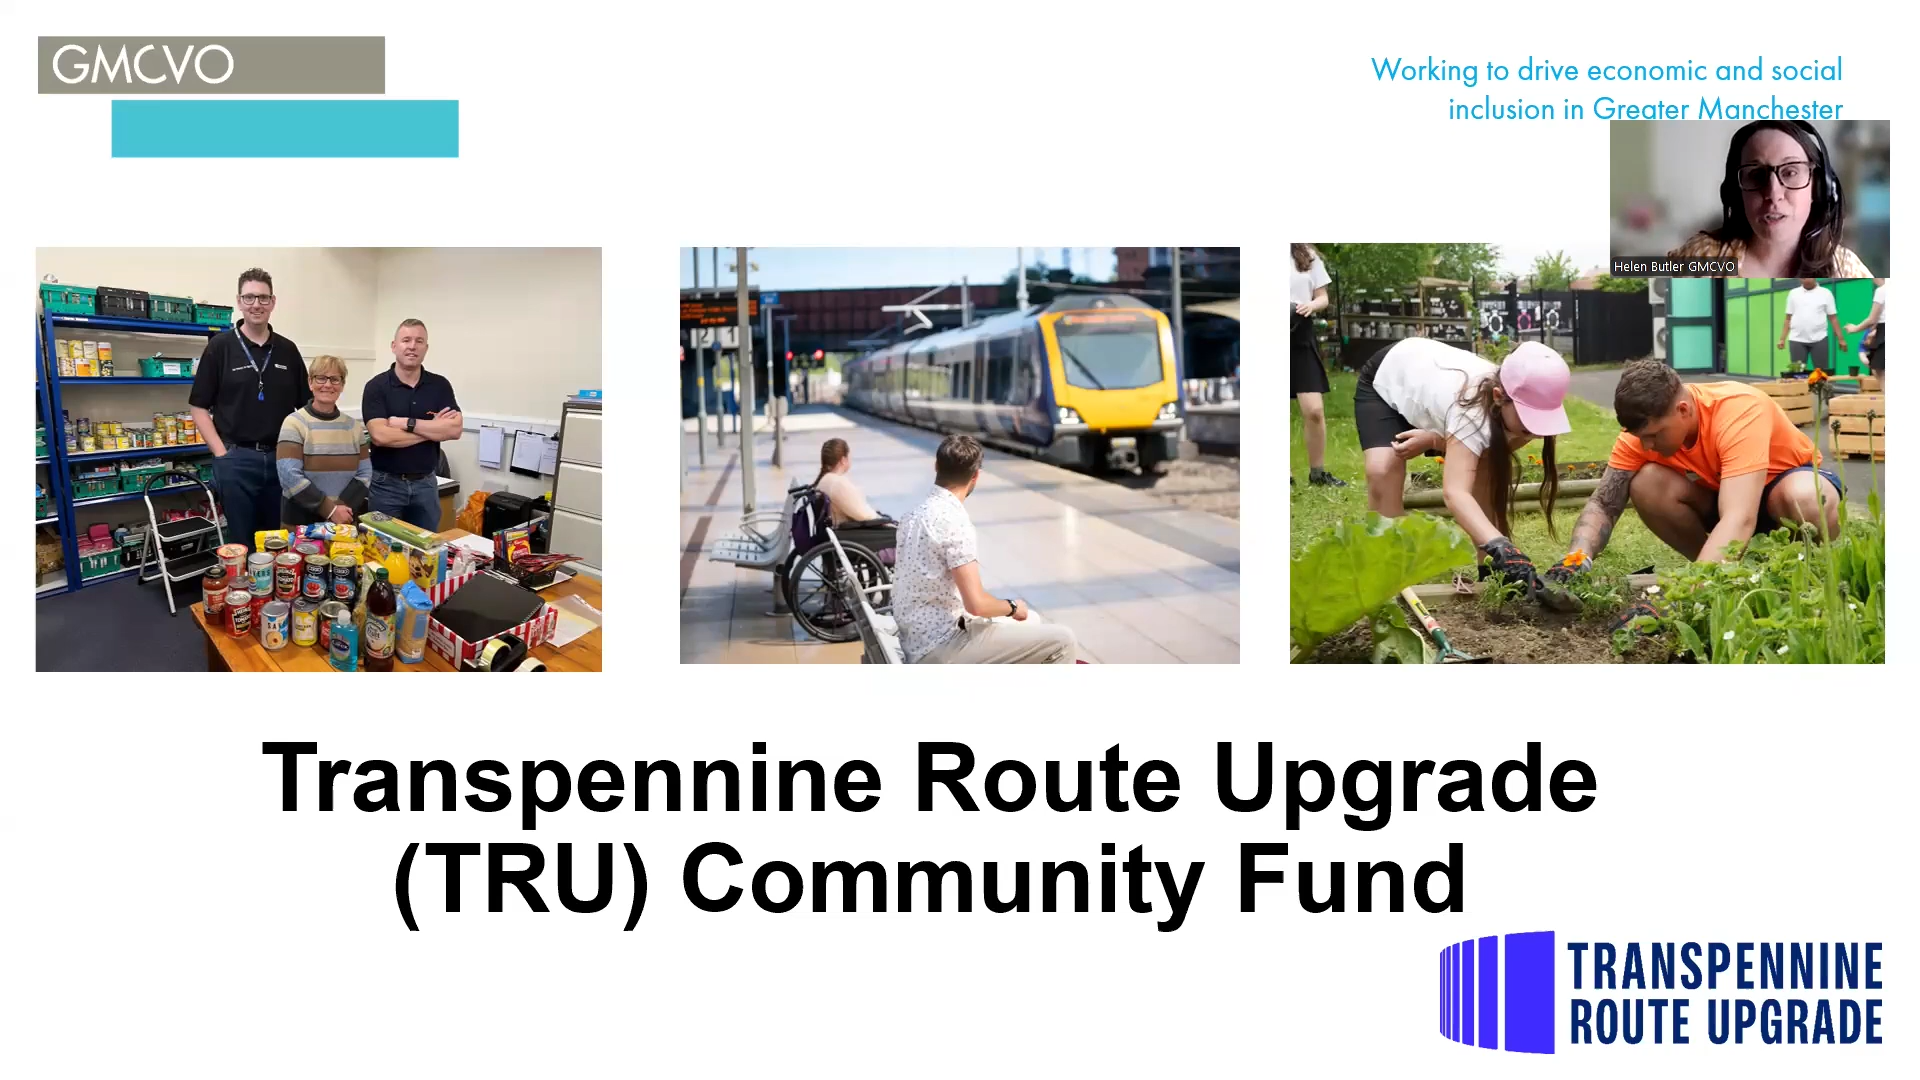 GMCVO
Working to drive economic and social
inclusion in Greater Manchester
Helen Butler GMCVO
Transpennine Route Upgrade
(TRU) Community Fund
TRANSPENNINE
ROUTE UPGRADE